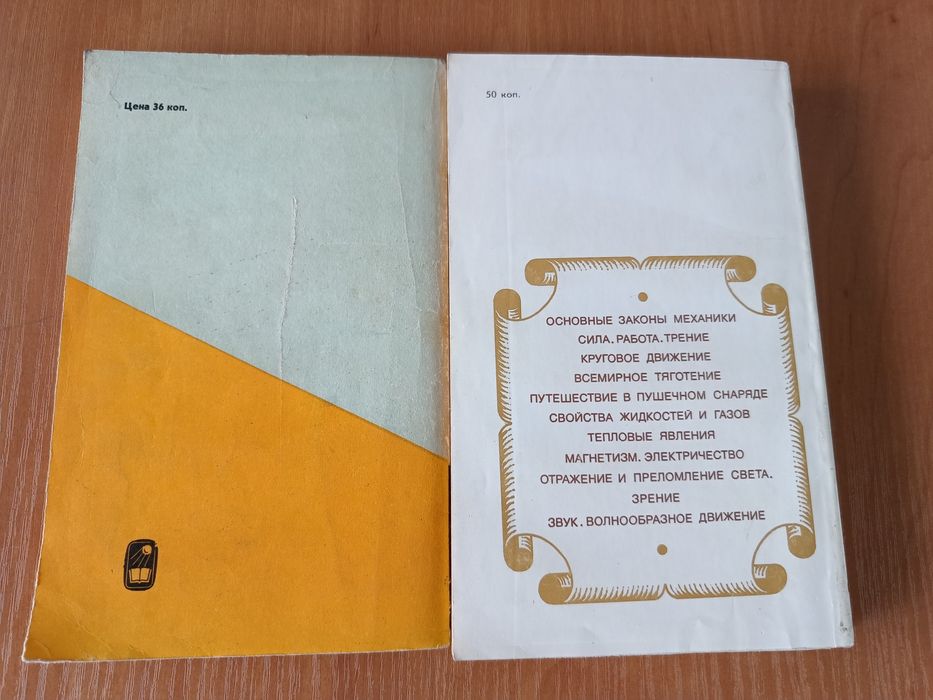 Цена 36 коп.
50 коп.
ОСНОВНЫЕ ЗАКОНЫ МЕХАНИКИ
СИЛА. РАБОТА. ТРЕНИЕ
КРУГОВОЕ ДВИЖЕНИЕ
ВСЕМИРНОЕ ТЯГОТЕНИЕ
ПУТЕШЕСТВИЕ В ПУШЕЧНОМ СНАРЯДЕ
СВОЙСТВА ЖИДКОСТЕЙ И ГАЗОВ
ТЕПЛОВЫЕ ЯВЛЕНИЯ
МАГНЕТИЗМ. ЭЛЕКТРИЧЕСТВО
ОТРАЖЕНИЕ И ПРЕЛОМЛЕНИЕ СВЕТА.
ЗРЕНИЕ
ЗВУК. ВОЛНООБРАЗНОЕ ДВИЖЕНИЕ